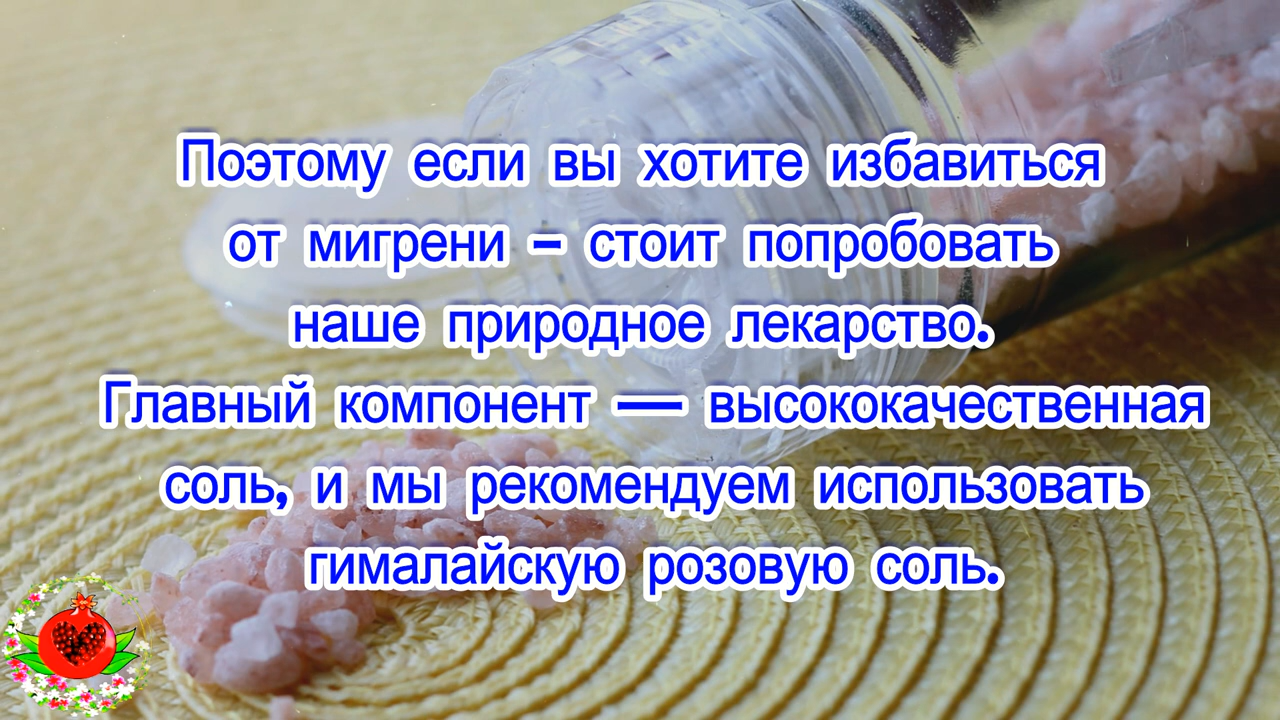 Поэтому если вы хотите избавиться
от мигрени – стоит попробовать
наше природное лекарство.
Главный компонент — высококачественная
соль, и мы рекомендуем использовать
гималайскую розовую соль.